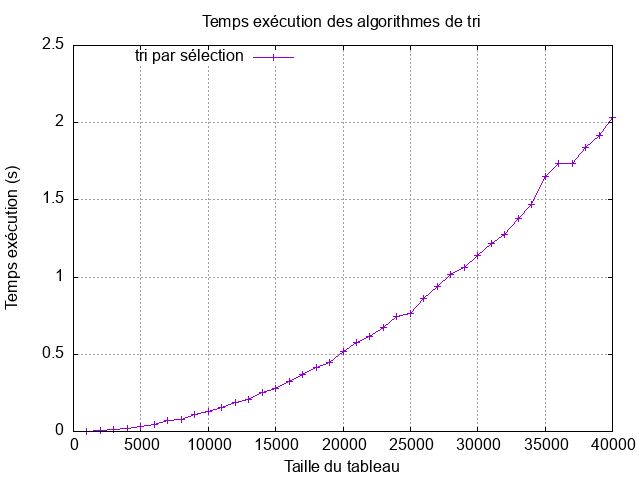 Temps exécution des algorithmes de tri
tri par sélection
2.5
2
1.5
1
0.5
0
Temps exécution (s)
0 5000 10000 15000 20000 25000 30000 35000 40000
Taille du tableau